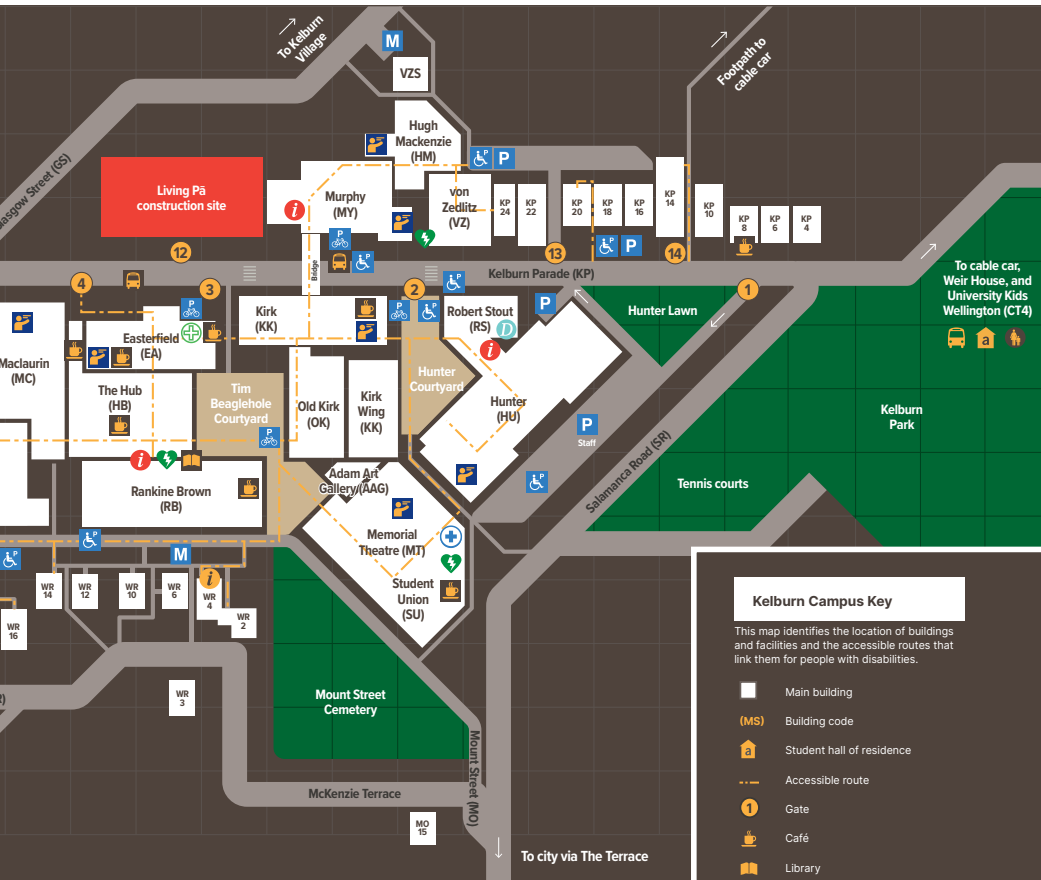 To Kelburn
Village
M
VZS
Footpath to
cable car
Hugh
Mackenzie
(HM)
P
P
Glasgow Street (GS)
Living Pā
construction site
i
Murphy
(MY)
von
Zedlitz
(VZ)
KP
24
KP
22
KP
20
KP
18
KP
16
KP
14
KP
10
KP
8
KP
6
KP
4
P
P
P
P
12
13
14
Bridge
Kelburn Parade (KP)
4
3
2
1
P
P
P
P
P
Kirk
(KK)
Robert Stout
(RS)
D
i
Hunter Lawn
To cable car,
Weir House, and
University Kids
Wellington (CT4)
a
Maclaurin
(MC)
Easterfield
(EA)
The Hub
(HB)
Tim
Beaglehole
Courtyard
P
Old Kirk
(OK)
Kirk
Wing
(KK)
Hunter
Courtyard
Hunter
(HU)
P
Staff
Kelburn
Park
i
Rankine Brown
(RB)
Adam Art
Gallery (AAG)
P
Salamanca Road (SR)
Tennis courts
Memorial
Theatre (MT)
Student
Union
(SU)
P
P
M
WR
14
WR
12
WR
10
WR
6
i
WR
4
WR
2
WR
16
R)
WR
3
Mount Street
Cemetery
Mount Street (MO)
McKenzie Terrace
MO
15
To city via The Terrace
Kelburn Campus Key
This map identifies the location of buildings
and facilities and the accessible routes that
link them for people with disabilities.
Main building
(MS) Building code
a Student hall of residence
Accessible route
1 Gate
Café
Library